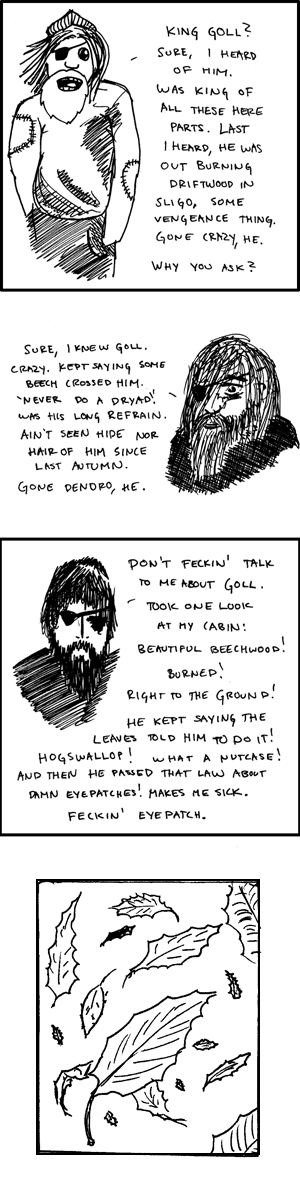 KING GOLL?
SURE, I HEARD
OF HIM.
WAS KING OF
ALL THESE HERE
PARTS. LAST
I HEARD, HE WAS
OUT BURNING
DRIFTWOOD IN
SLIGO, SOME
VENGEANCE THING.
GONE CRAZY, HE.
WHY YOU ASK?
SURE, I KNEW GOLL.
CRAZY. KEPT SAYING SOME
BEECH CROSSED HIM.
'NEVER DO A DRYAD!'
WAS HIS LONG REFRAIN.
AIN'T SEEN HIDE NOR
HAIR OF HIM SINCE
LAST AUTUMN.
GONE DENDRO, HE.
DON'T FECKIN' TALK
TO ME ABOUT GOLL.
TOOK ONE LOOK
AT MY CABIN:
BEAUTIFUL BEECHWOOD!
BURNED!
RIGHT TO THE GROUND!
HE KEPT SAYING THE
LEAVES TOLD HIM TO DO IT!
HOGSWALLOP! WHAT A NUTCASE!
AND THEN HE PASSED THAT LAW ABOUT
DAMN EYEPATCHES! MAKES ME SICK.
FECKIN' EYEPATCH.